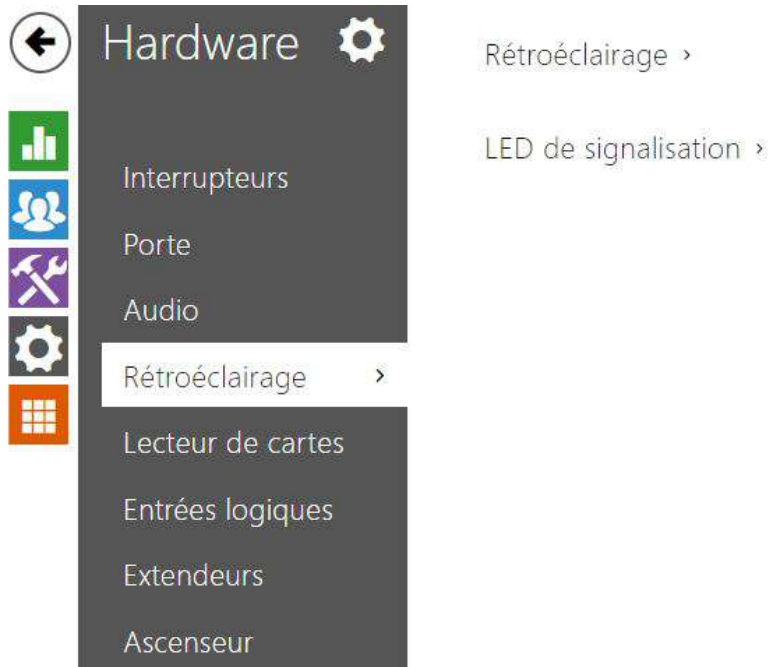 Hardware
Interrupteurs
Porte
Audio
Rétroéclairage
Lecteur de cartes
Entrées logiques
Extendeurs
Ascenseur
Rétroéclairage
LED de signalisation